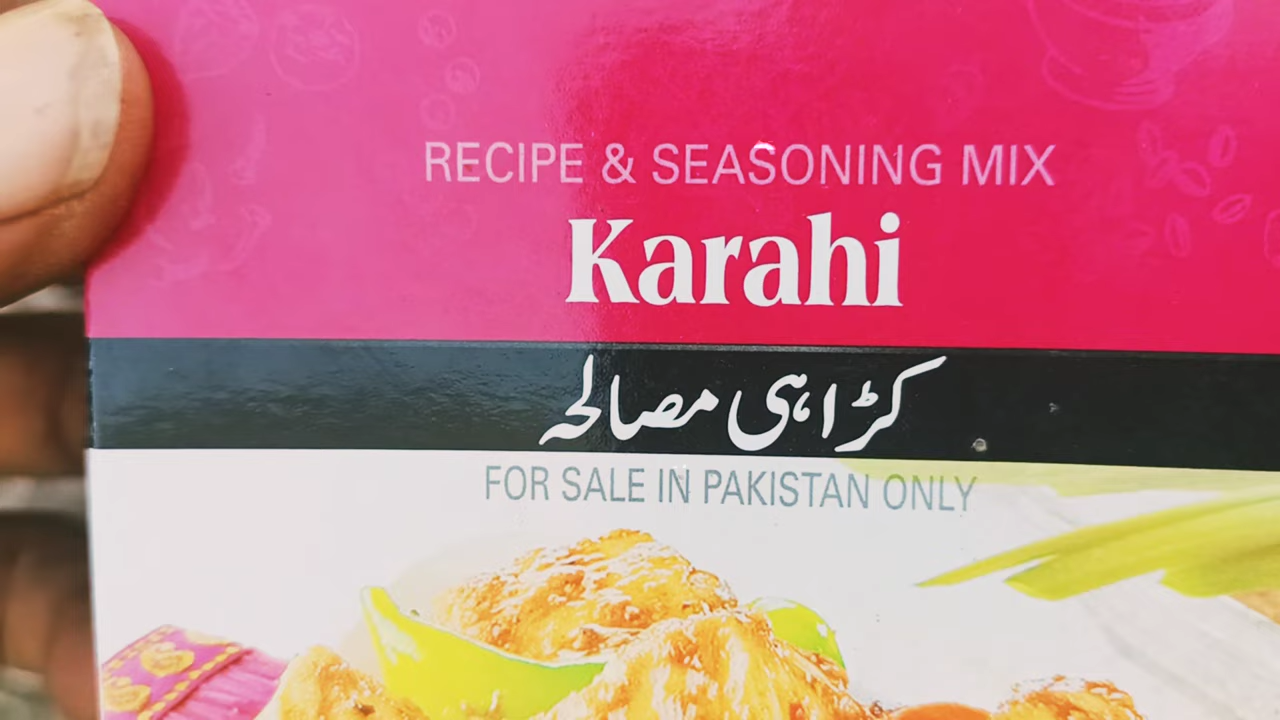 RECIPE & SEASONING MIX
Karahi
کڑاہی مصالحہ
FOR SALE IN PAKISTAN ONLY